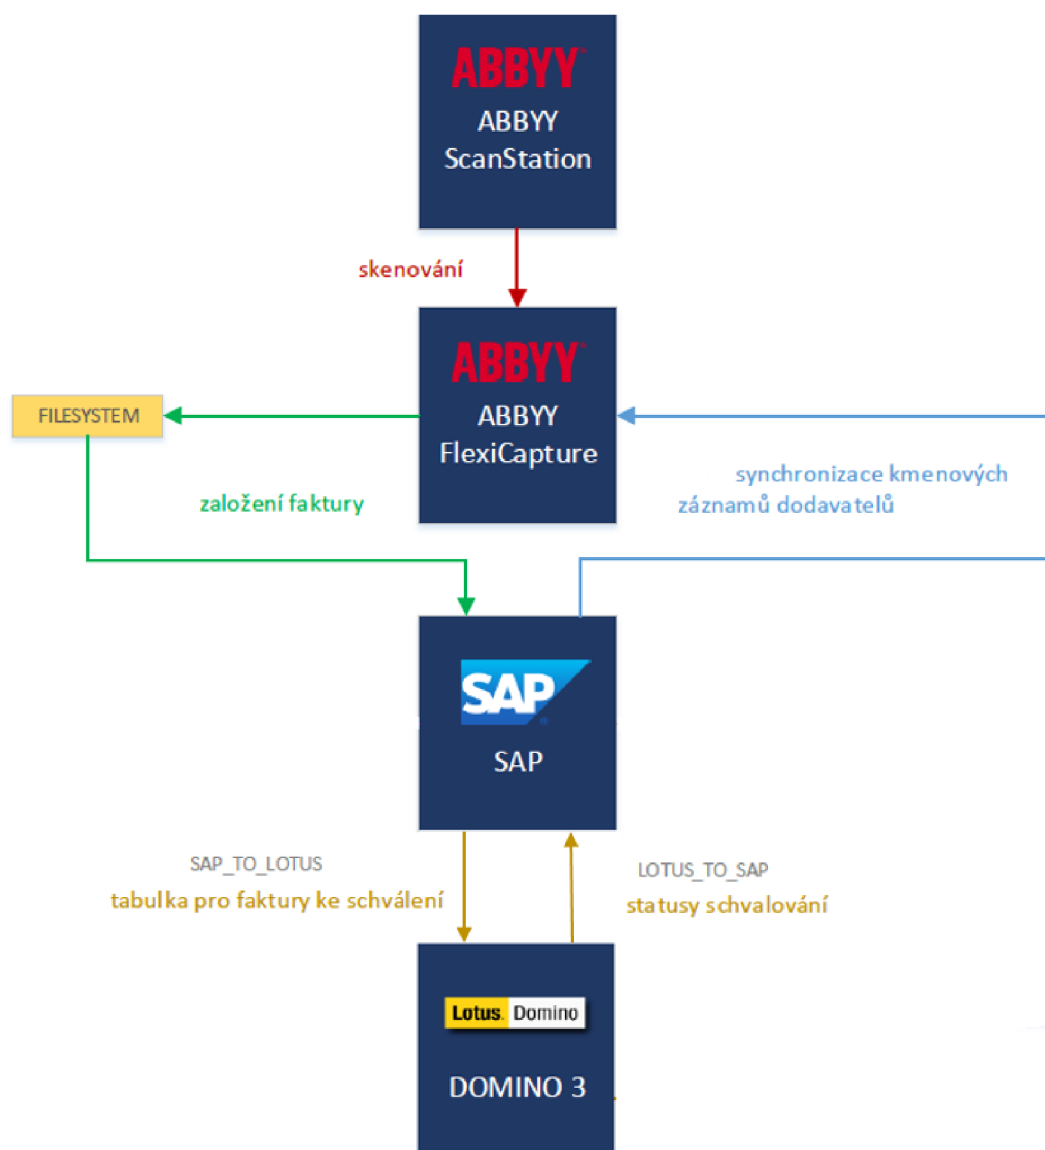 ABBYY
ABBYY
ScanStation
skenování
ABBYY
ABBYY
FlexiCapture
FILESYSTEM
založení faktury
synchronizace kmenových
záznamů dodavatelů
SAP
SAP
SAP_TO_LOTUS
tabulka pro faktury ke schválení
LOTUS_TO_SAP
statusy schvalování
Lotus. Domino
DOMINO 3